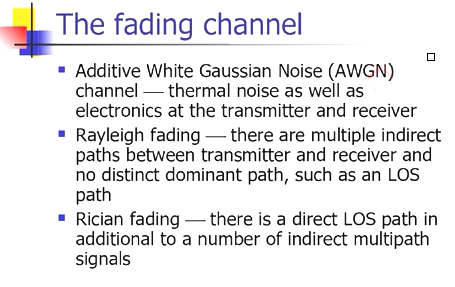 The fading channel
Additive White Gaussian Noise (AWGN)
channel — thermal noise as well as
electronics at the transmitter and receiver
Rayleigh fading — there are multiple indirect
paths between transmitter and receiver and
no distinct dominant path, such as an LOS
path
Rician fading — there is a direct LOS path in
additional to a number of indirect multipath
signals